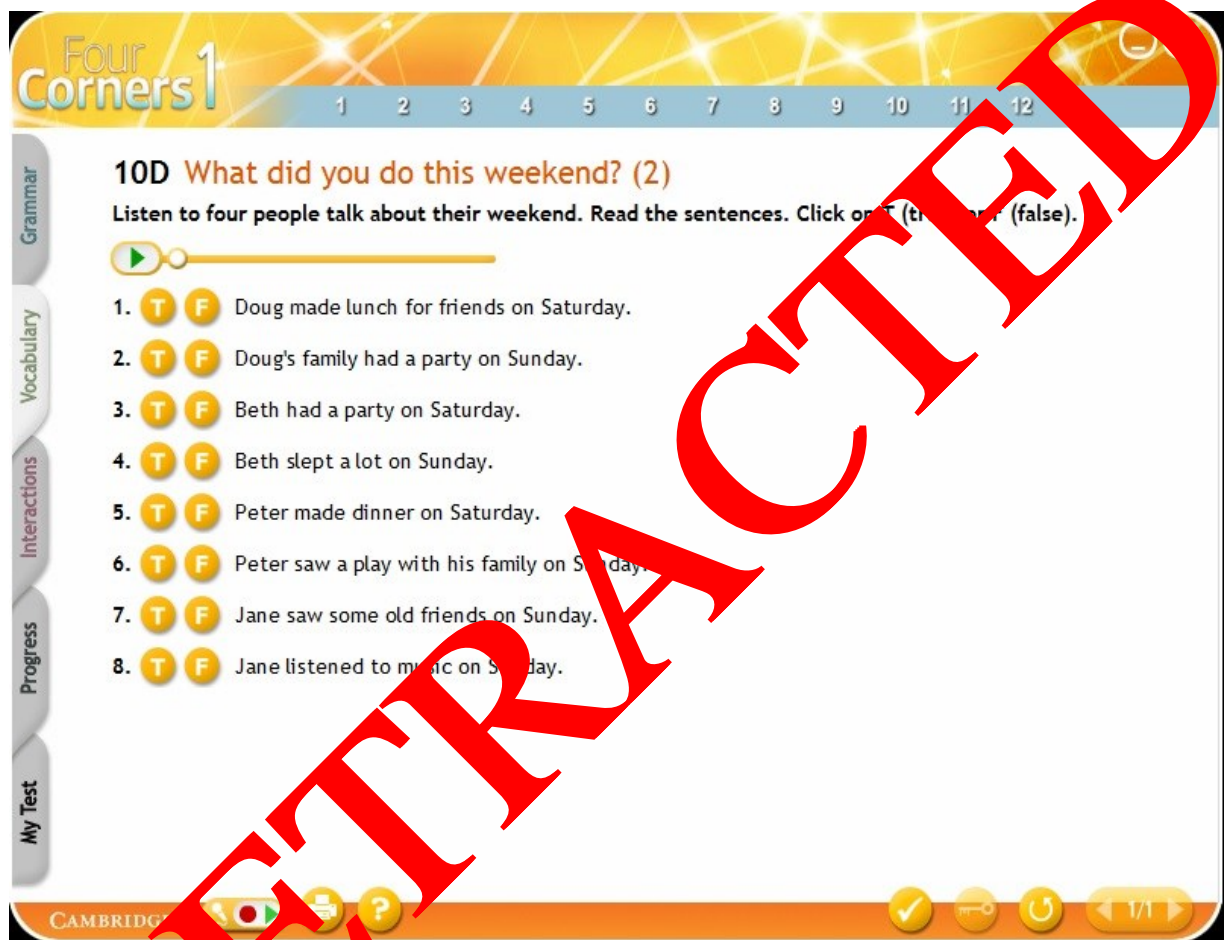 Four
Corners 1
1 2 3 4 5 6 7 8 9 10 11 12
Grammar
Vocabulary
Interactions
Progress
My Test
10D What did you do this weekend? (2)
Listen to four people talk about their weekend. Read the sentences. Click on T (false).
1. T F Doug made lunch for friends on Saturday.
2. T F Doug's family had a party on Sunday.
3. T F Beth had a party on Saturday.
4. T F Beth slept a lot on Sunday.
5. T F Peter made dinner on Saturday.
6. T F Peter saw a play with his family on
7. T F Jane saw some old friends on Sunday.
8. T F Jane listened to music on
ETRACTED
?
1/1